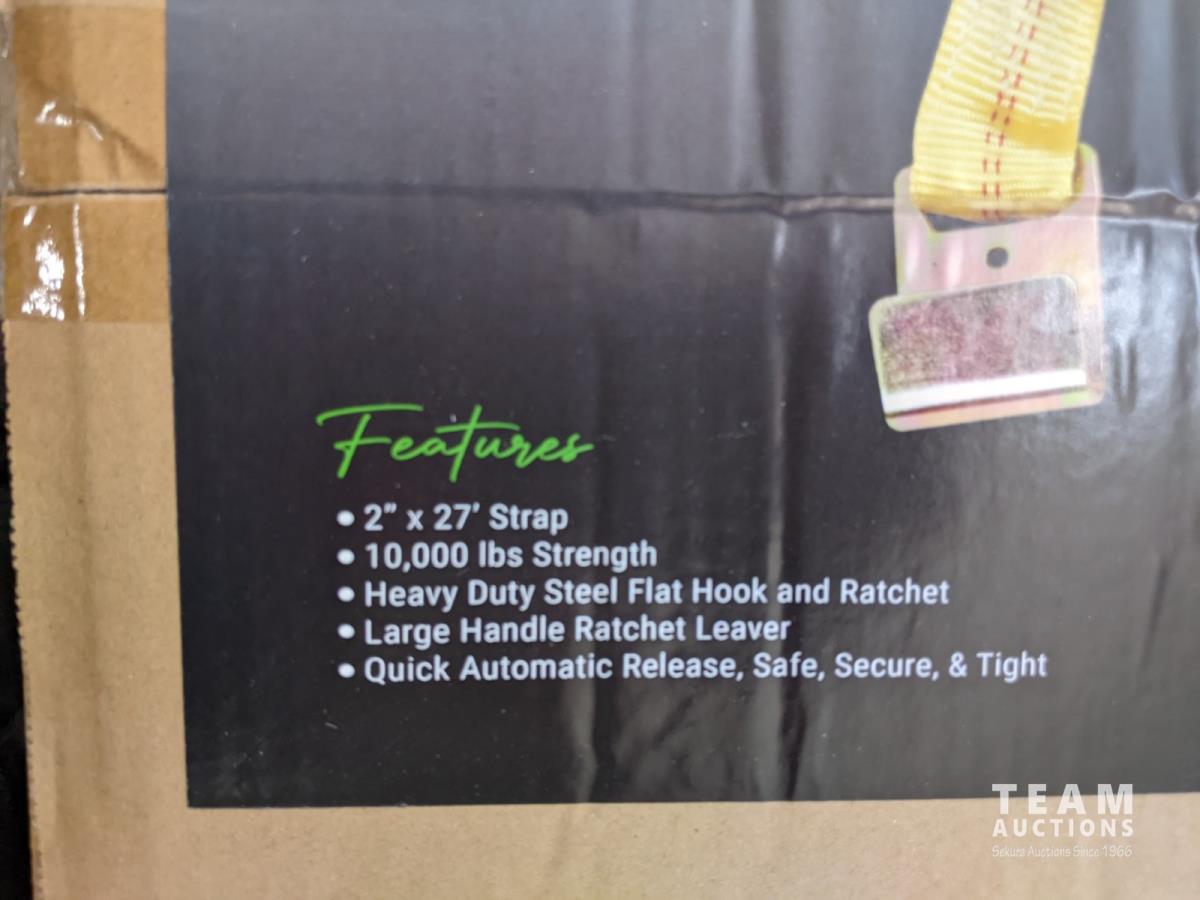 Features
• 2” x 27’ Strap
• 10,000 lbs Strength
• Heavy Duty Steel Flat Hook and Ratchet
• Large Handle Ratchet Leaver
• Quick Automatic Release, Safe, Secure, & Tight
TEAM
AUCTIONS
Sekura Auctions Since 1966